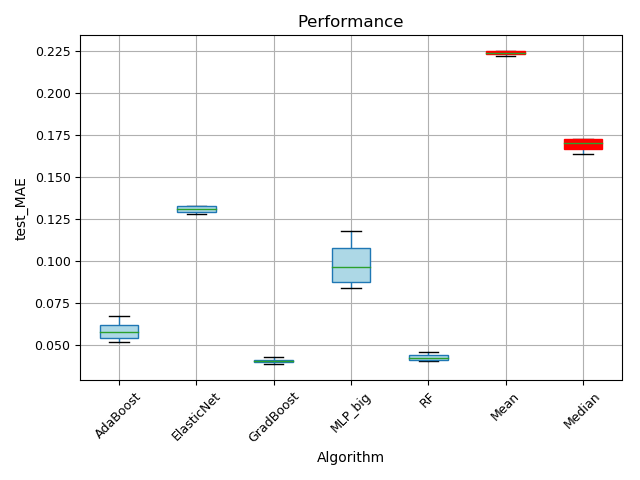 Performance
0.225
0.200
0.175
0.150
0.125
0.100
0.075
0.050
test_MAE
AdaBoost
ElasticNet
GradBoost
MLP_big
RF
Mean
Median
Algorithm